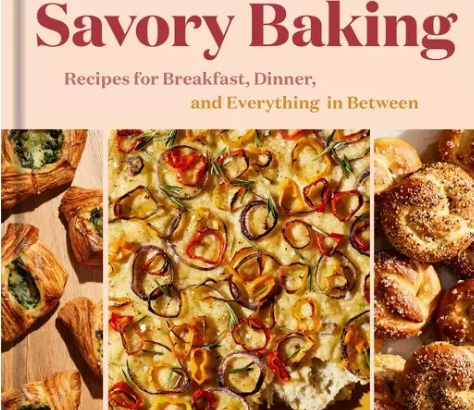 Savory Baking
Recipes for Breakfast, Dinner,
and Everything in Between